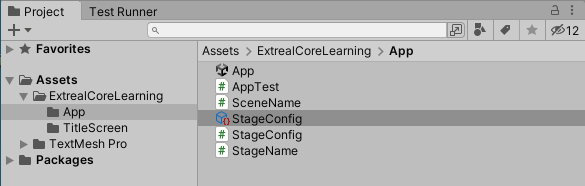 Project
Test Runner
12
Favorites
Assets
ExtrealCoreLearning
App
TitleScreen
TextMesh Pro
Packages
Assets > ExtrealCoreLearning > App
App
AppTest
SceneName
StageConfig
StageConfig
StageName